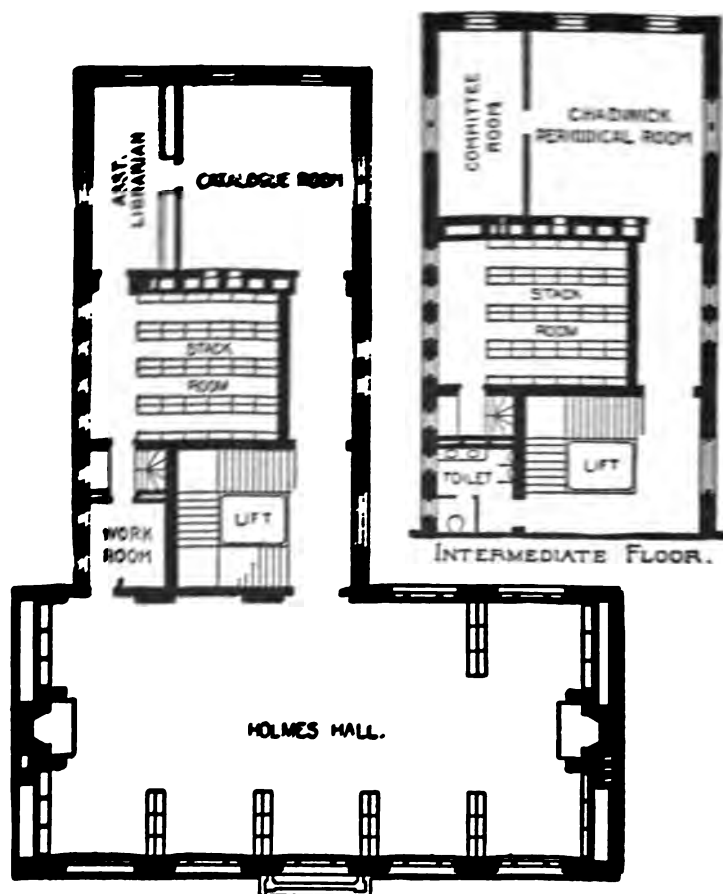 ASST.
LIBRARIAN
CATALOGUE ROOM
STACK
ROOM
LIFT
WORK
ROOM
HOLMES HALL.
COMMITTEE
ROOM
CHADWICK
PERIODICAL ROOM
STACK
ROOM
TOILET
LIFT
INTERMEDIATE FLOOR.